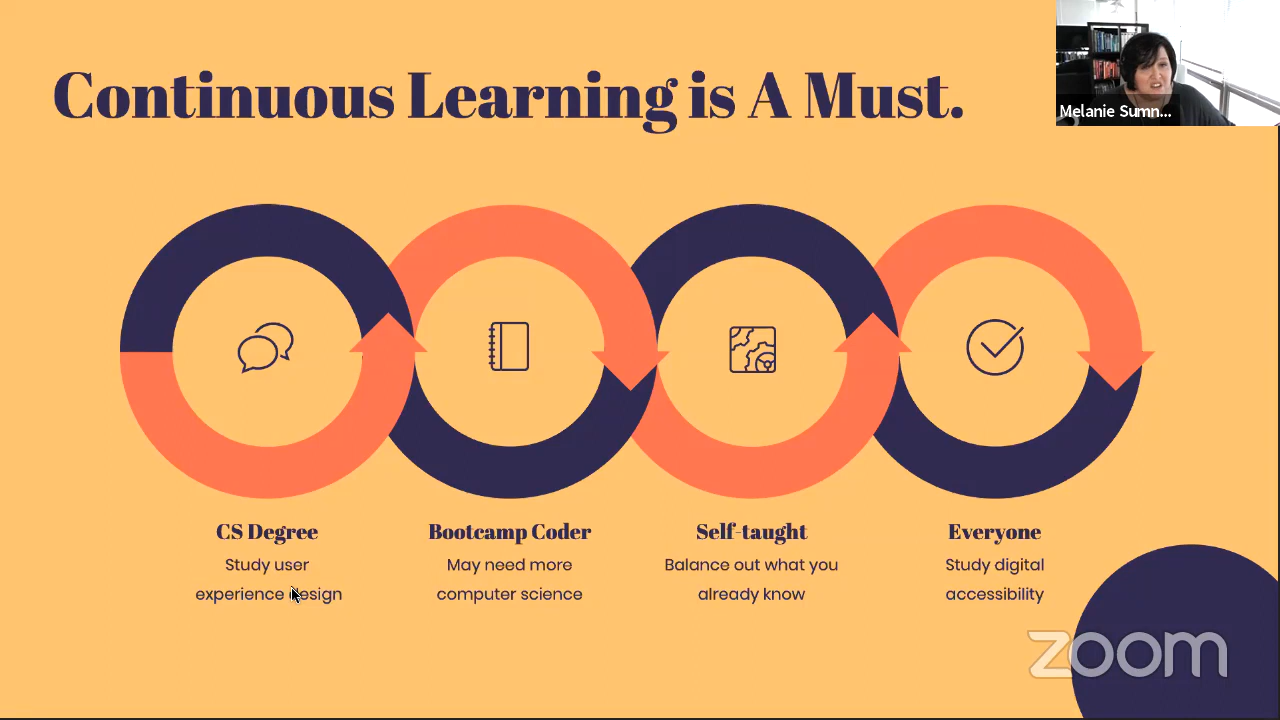 Continuous Learning is A Must.
Melanie Sumn...
CS Degree
Study user
experience design
Bootcamp Coder
May need more
computer science
Self-taught
Balance out what you
already know
Everyone
Study digital
accessibility
zoom